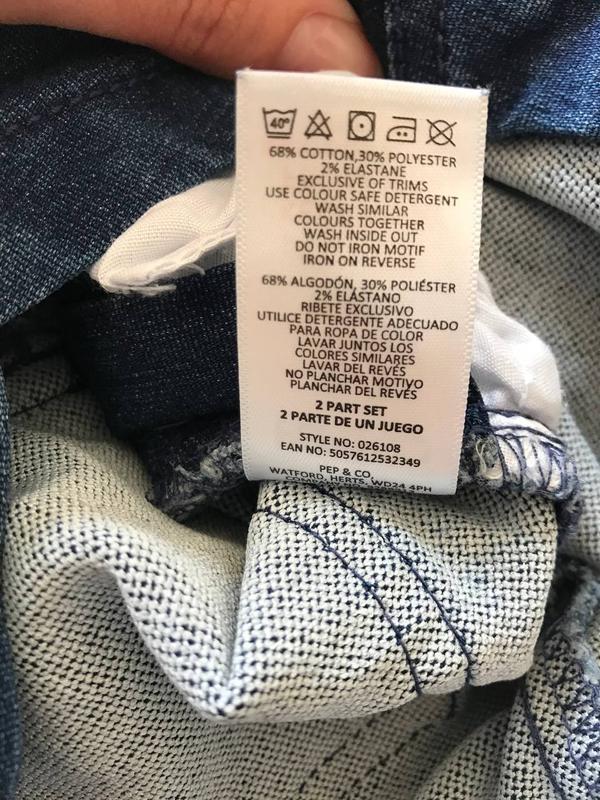 40°
68% COTTON,30% POLYESTER
2% ELASTANE
EXCLUSIVE OF TRIMS
USE COLOUR SAFE DETERGENT
WASH SIMILAR
COLOURS TOGETHER
WASH INSIDE OUT
DO NOT IRON MOTIF
IRON ON REVERSE
68% ALGODÓN, 30% POLIÉSTER
2% ELÁSTANO
RIBETE EXCLUSIVO
UTILICE DETERGENTE ADECUADO
PARA ROPA DE COLOR
LAVAR JUNTOS LOS
COLORES SIMILARES
LAVAR DEL REVÉS
NO PLANCHAR MOTIVO
PLANCHAR DEL REVÉS
2 PART SET
2 PARTE DE UN JUEGO
STYLE NO: 026108
EAN NO: 5057612532349
PEP & CO
WATFORD, HERTS, WD24 4PH